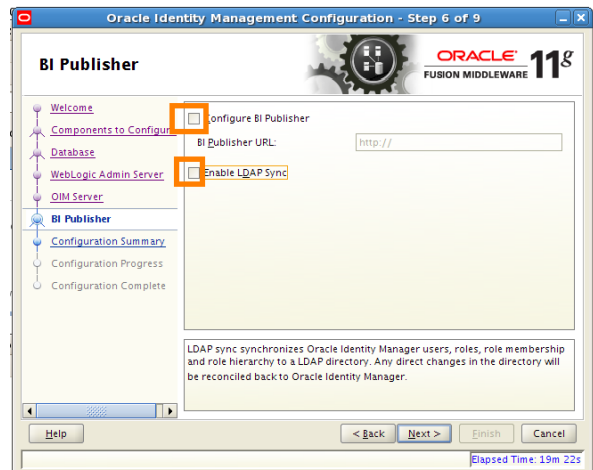 Oracle Identity Management Configuration - Step 6 of 9
BI Publisher
ORACLE
FUSION MIDDLEWARE 11g
Welcome
Components to Configur
Database
WebLogic Admin Server
OIM Server
BI Publisher
Configuration Summary
Configuration Progress
Configuration Complete
Configure BI Publisher
BI Publisher URL:
http://
Enable LDAP Sync
LDAP sync synchronizes Oracle Identity Manager users, roles, role membership
and role hierarchy to a LDAP directory. Any direct changes in the directory will
be reconciled back to Oracle Identity Manager.
Help
< Back
Next >
Finish
Cancel
Elapsed Time: 19m 22s